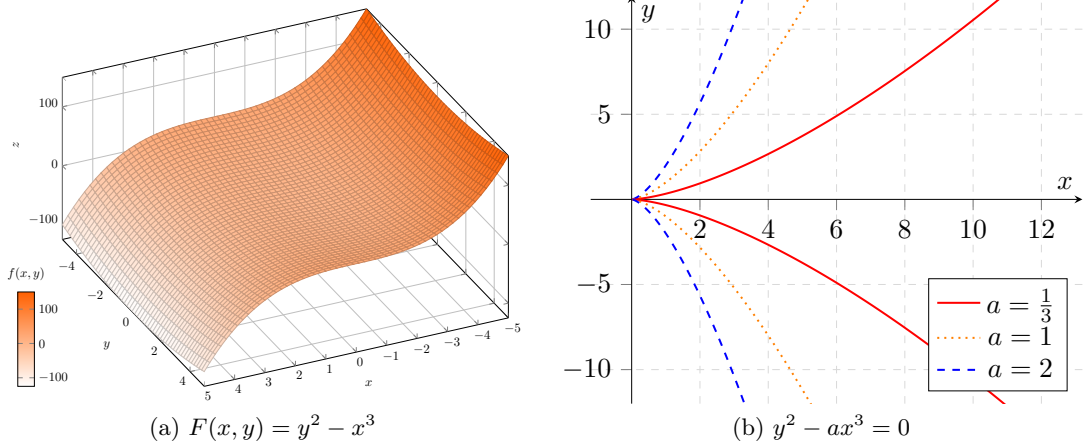 100
0
−100
z
−4
−2
0
2
4
y
5
4
3
2
1
0
-1
-2
-3
-4
-5
x
f(x, y)
100
0
−100
(a) F(x, y) = y² − x³
y
10
5
x
2 4 6 8 10 12
−5
−10
a = 1/3
a = 1
a = 2
(b) y² − ax³ = 0